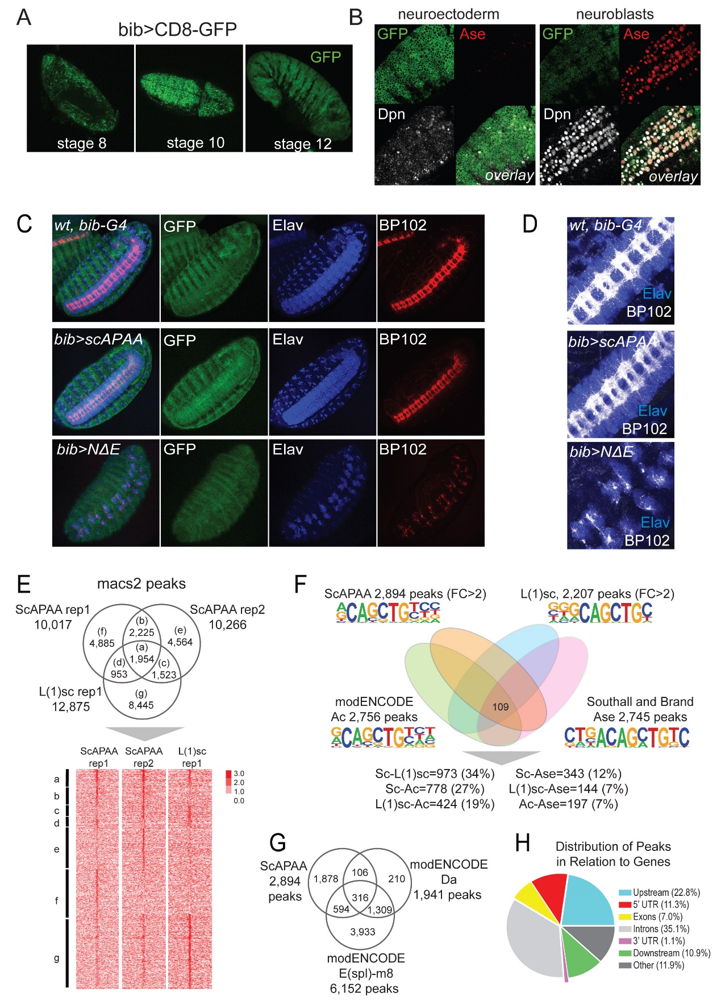 A
bib>CD8-GFP
GFP
stage 8
stage 10
stage 12
B
neuroectoderm
neuroblasts
GFP
Ase
GFP
Ase
Dpn
overlay
Dpn
overlay
C
wt, bib-G4
GFP
Elav
BP102
bib>scAPAA
GFP
Elav
BP102
bib>NΔE
GFP
Elav
BP102
D
wt, bib-G4
Elav
BP102
bib>scAPAA
Elav
BP102
bib>NΔE
Elav
BP102
E
macs2 peaks
ScAPAA rep1
10,017
ScAPAA rep2
10,266
(b)
2,225
(f)
4,885
(e)
4,564
(a)
1,954
(d)
953
(c)
1,523
L(1)sc rep1
12,875
(g)
8,445
ScAPAA
rep1
ScAPAA
rep2
L(1)sc
rep1
a
b
c
d
e
f
g
3.0
2.0
1.0
0.0
F
ScAPAA 2,894 peaks (FC>2)
L(1)sc, 2,207 peaks (FC>2)
CAGCTG
CAGCTG
109
modENCODE
Ac 2,756 peaks
Southall and Brand
Ase 2,745 peaks
CAGCTG
ACAGCTGTC
Sc-L(1)sc=973 (34%)
Sc-Ac=778 (27%)
L(1)sc-Ac=424 (19%)
Sc-Ase=343 (12%)
L(1)sc-Ase=144 (7%)
Ac-Ase=197 (7%)
G
ScAPAA
2,894
peaks
modENCODE
Da
1,941 peaks
1,878
106
210
316
594
1,309
3,933
modENCODE
E(spl)-m8
6,152 peaks
H
Distribution of Peaks
in Relation to Genes
Upstream (22.8%)
5' UTR (11.3%)
Exons (7.0%)
Introns (35.1%)
3' UTR (1.1%)
Downstream (10.9%)
Other (11.9%)